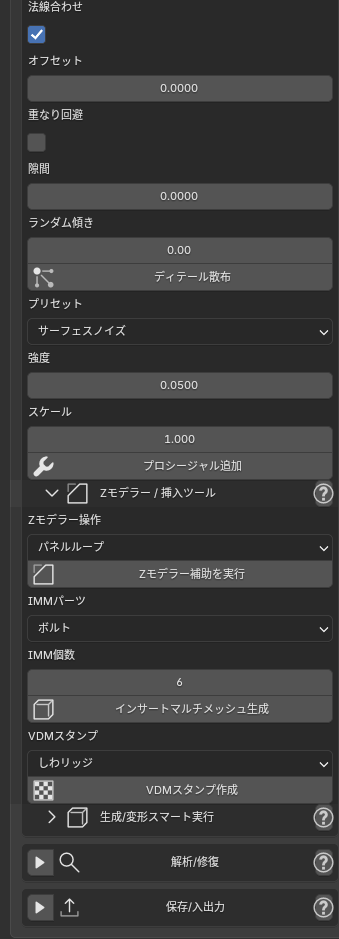 法線合わせ
オフセット
0.0000
重なり回避
隙間
0.0000
ランダム傾き
0.00
ディテール散布
プリセット
サーフェスノイズ
強度
0.0500
スケール
1.000
プロシージャル追加
Zモデラー / 挿入ツール
Zモデラー操作
パネルループ
Zモデラー補助を実行
IMMパーツ
ボルト
IMM個数
6
インサートマルチメッシュ生成
VDMスタンプ
しわリッジ
VDMスタンプ作成
生成/変形スマート実行
解析/修復
保存/入出力